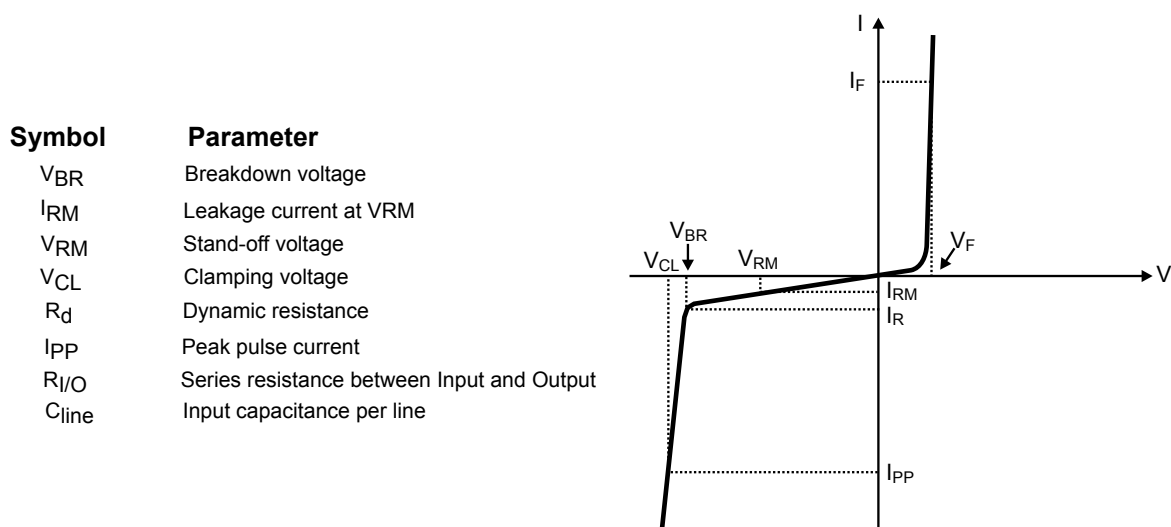 Symbol Parameter
VBR Breakdown voltage
IRM Leakage current at VRM
VRM Stand-off voltage
VCL Clamping voltage
Rd Dynamic resistance
IPP Peak pulse current
RI/O Series resistance between Input and Output
Cline Input capacitance per line
I
IF
VBR
VCL VRM VF
V
IRM
IR
IPP